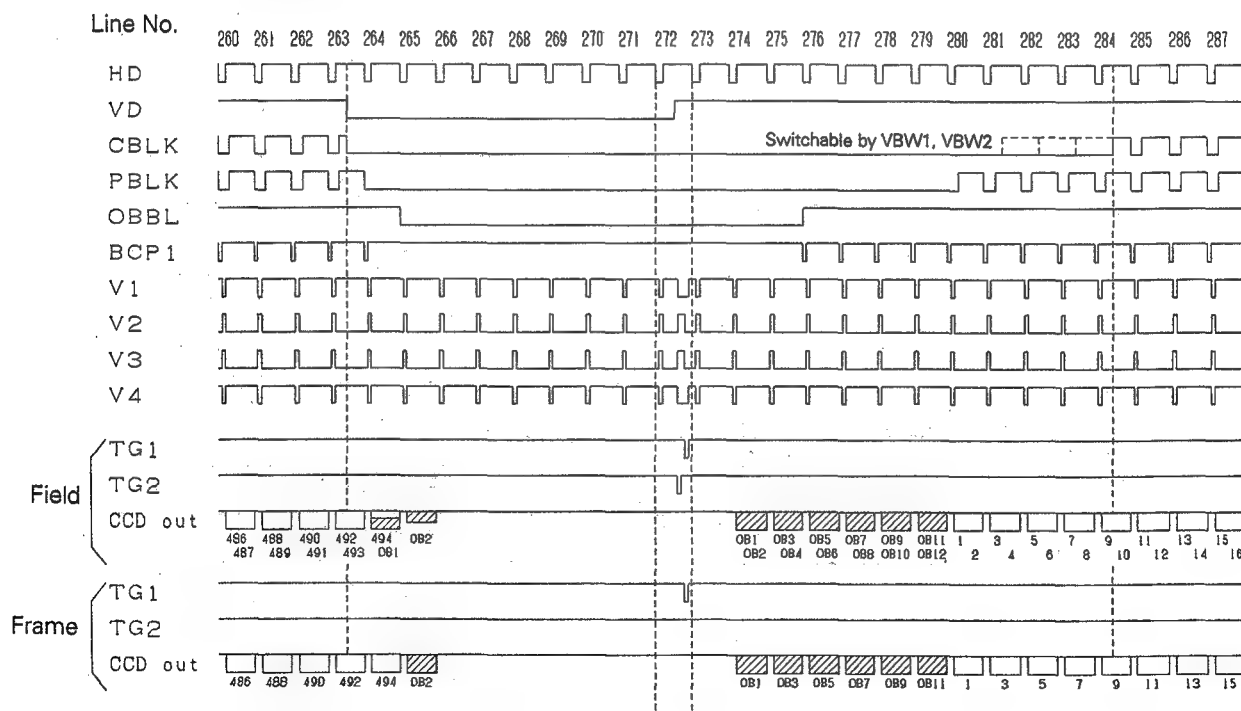 Line No. 260 261 262 263 264 265 266 267 268 269 270 271 272 273 274 275 276 277 278 279 280 281 282 283 284 285 286 287
HD
VD
CBLK Switchable by VBW1, VBW2
PBLK
OBBL
BCP1
V1
V2
V3
V4
Field
TG1
TG2
CCD out
486 488 490 492 494 OB2 OB1 OB3 OB5 OB7 OB9 OB11 1 3 5 7 9 11 13 15
487 489 491 493 OB1 OB2 OB4 OB6 OB8 OB10 OB12 2 4 6 8 10 12 14 16
Frame
TG1
TG2
CCD out
486 488 490 492 494 OB2 OB1 OB3 OB5 OB7 OB9 OB11 1 3 5 7 9 11 13 15